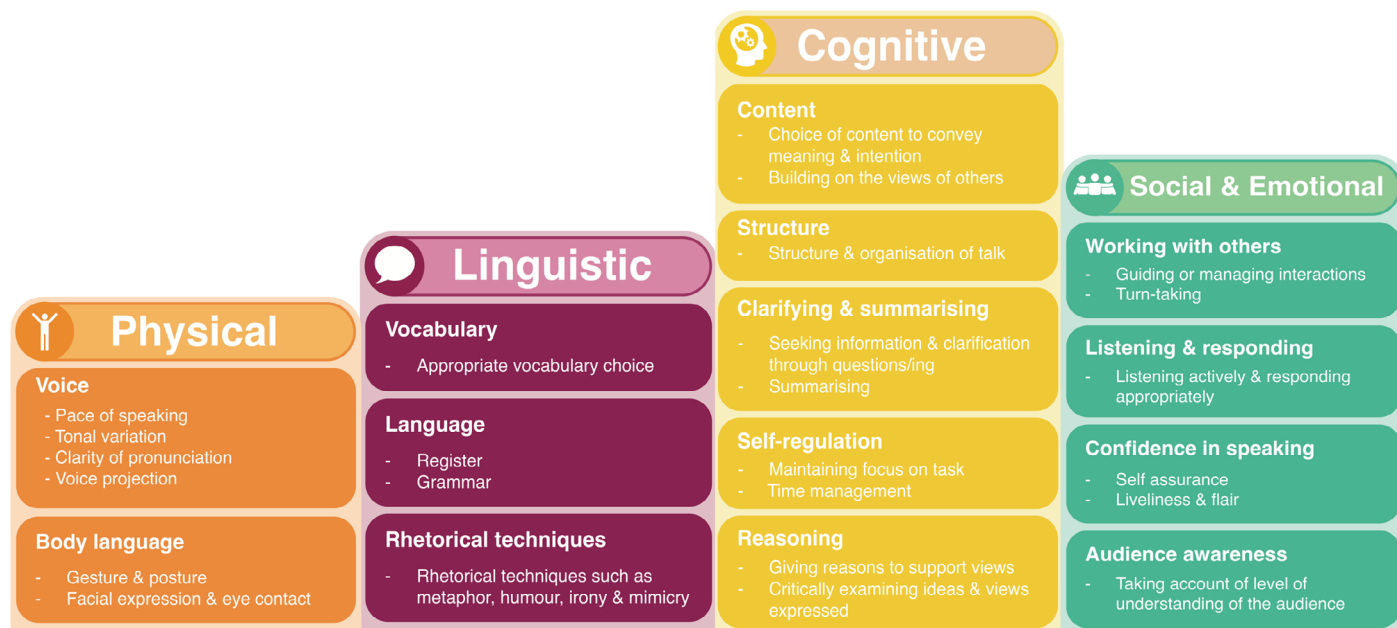 Physical
Voice
- Pace of speaking
- Tonal variation
- Clarity of pronunciation
- Voice projection
Body language
- Gesture & posture
- Facial expression & eye contact
Linguistic
Vocabulary
- Appropriate vocabulary choice
Language
- Register
- Grammar
Rhetorical techniques
- Rhetorical techniques such as
metaphor, humour, irony & mimicry
Cognitive
Content
- Choice of content to convey
meaning & intention
- Building on the views of others
Structure
- Structure & organisation of talk
Clarifying & summarising
- Seeking information & clarification
through questions/ing
- Summarising
Self-regulation
- Maintaining focus on task
- Time management
Reasoning
- Giving reasons to support views
- Critically examining ideas & views
expressed
Social & Emotional
Working with others
- Guiding or managing interactions
- Turn-taking
Listening & responding
- Listening actively & responding
appropriately
Confidence in speaking
- Self assurance
- Liveliness & flair
Audience awareness
- Taking account of level of
understanding of the audience